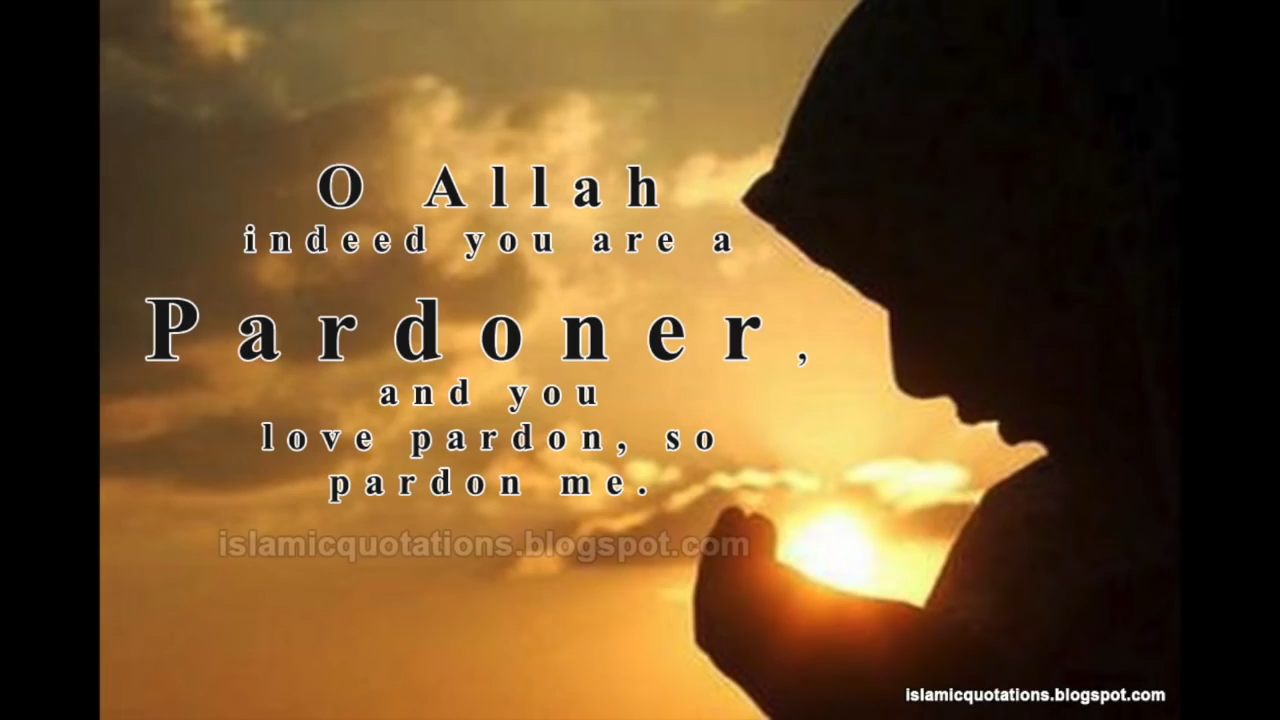 O Allah
indeed you are a
Pardoner,
and you
love pardon, so
pardon me.
islamicquotations.blogspot.com
islamicquotations.blogspot.com